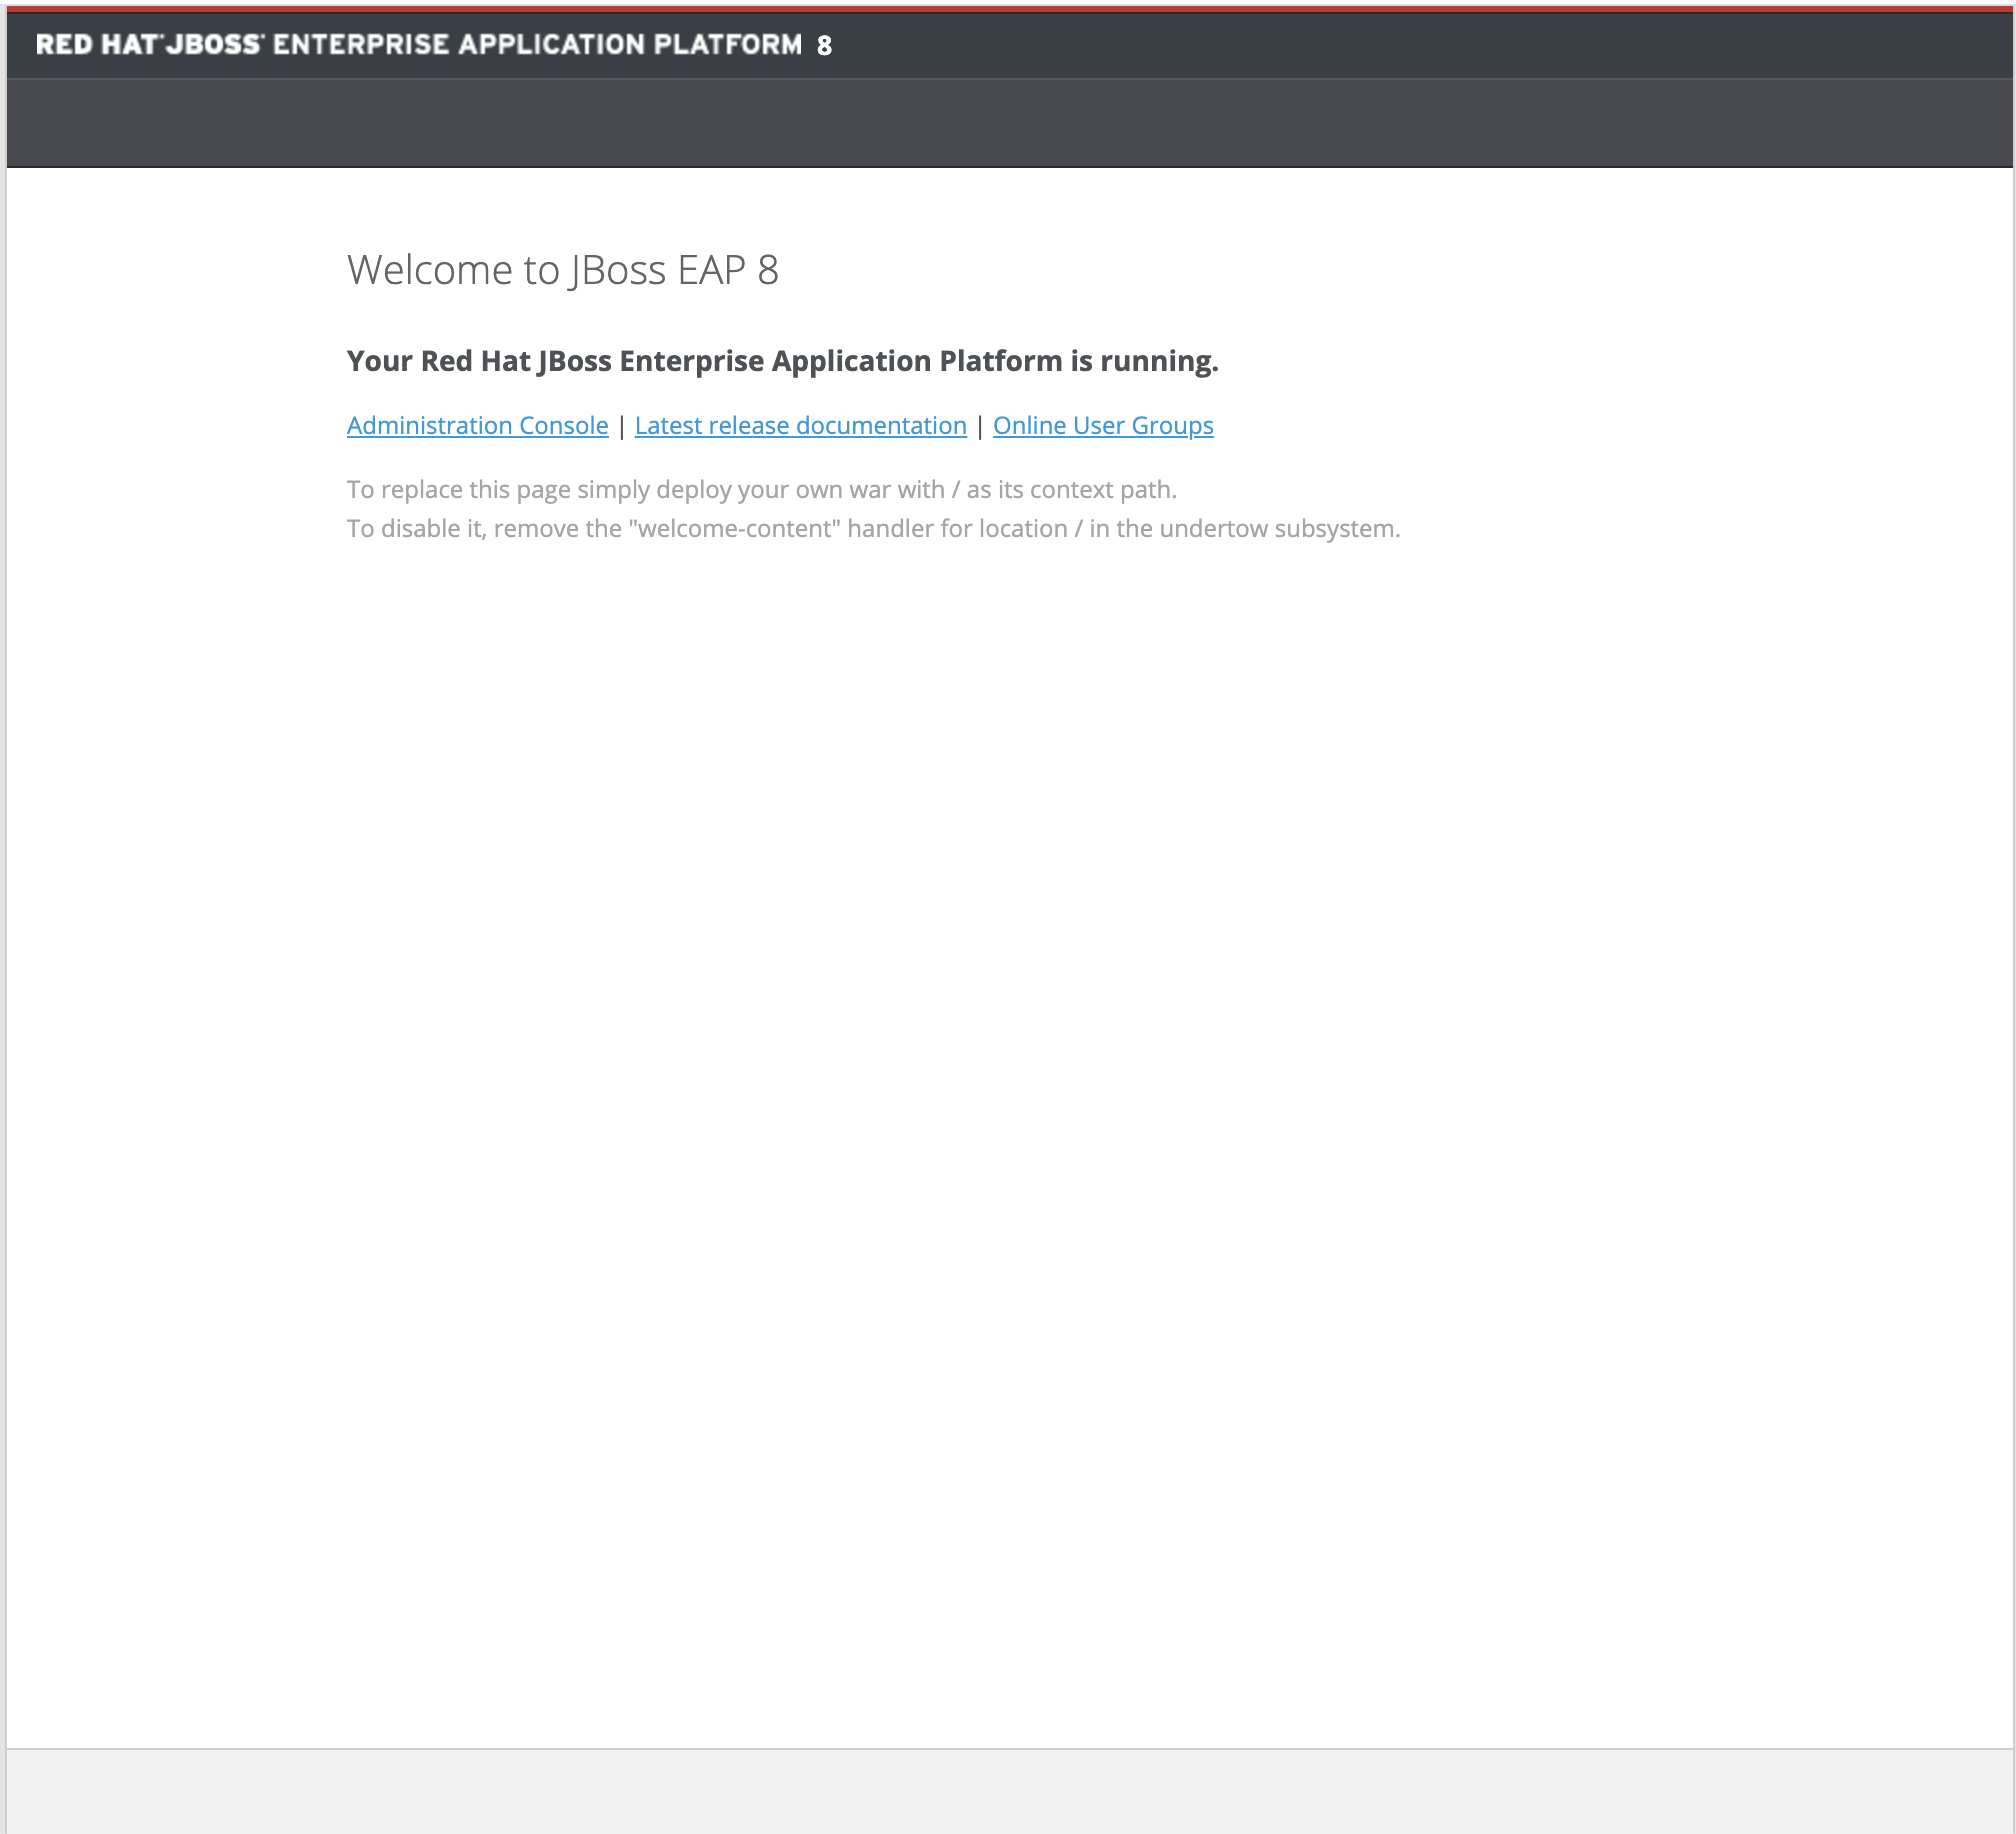 RED HAT® JBOSS® ENTERPRISE APPLICATION PLATFORM 8
Welcome to JBoss EAP 8
Your Red Hat JBoss Enterprise Application Platform is running.
Administration Console | Latest release documentation | Online User Groups
To replace this page simply deploy your own war with / as its context path.
To disable it, remove the "welcome-content" handler for location / in the undertow subsystem.